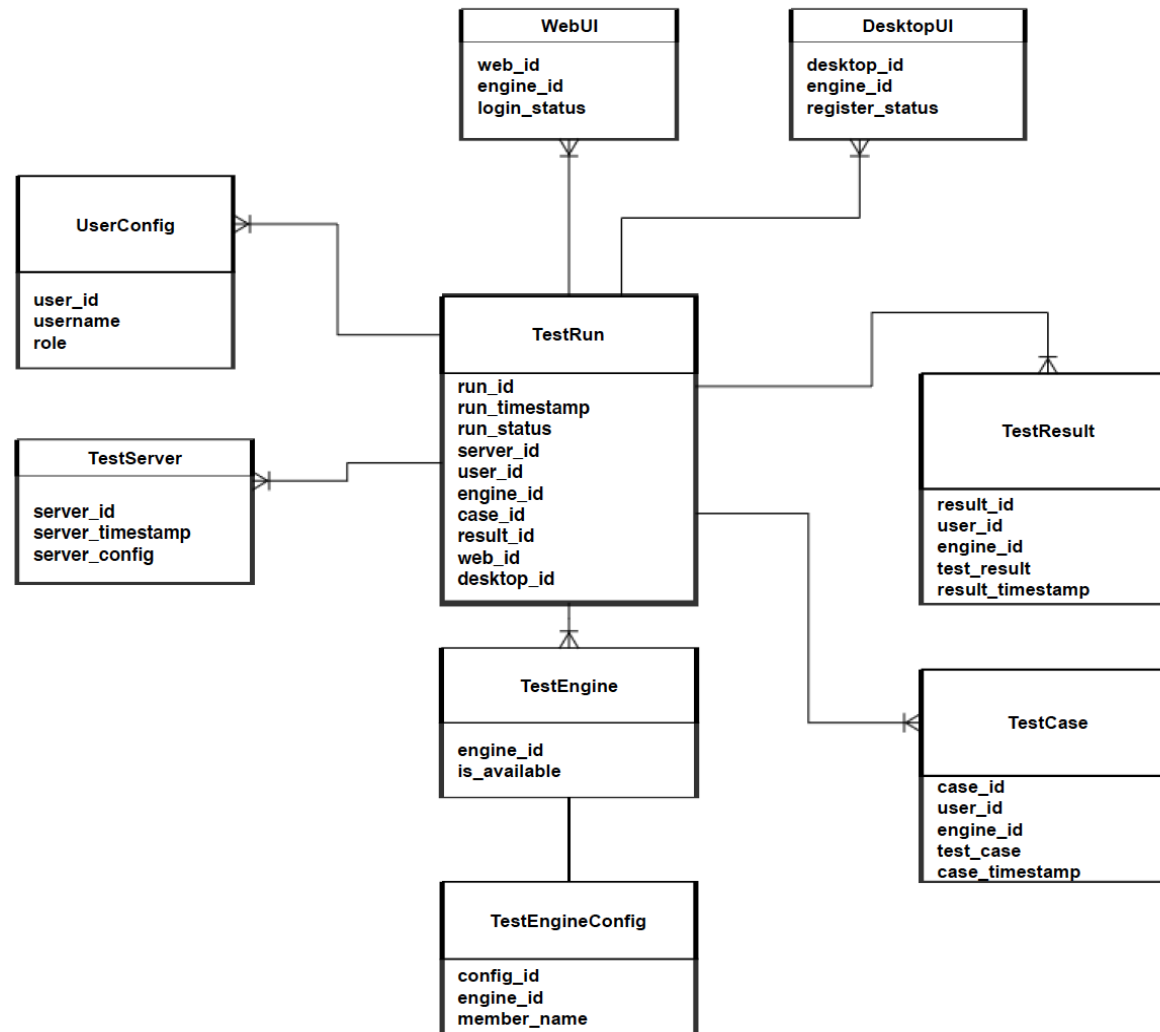 WebUI
web_id
engine_id
login_status
DesktopUI
desktop_id
engine_id
register_status
UserConfig
user_id
username
role
TestRun
run_id
run_timestamp
run_status
server_id
user_id
engine_id
case_id
result_id
web_id
desktop_id
TestResult
result_id
user_id
engine_id
test_result
result_timestamp
TestServer
server_id
server_timestamp
server_config
TestEngine
engine_id
is_available
TestCase
case_id
user_id
engine_id
test_case
case_timestamp
TestEngineConfig
config_id
engine_id
member_name